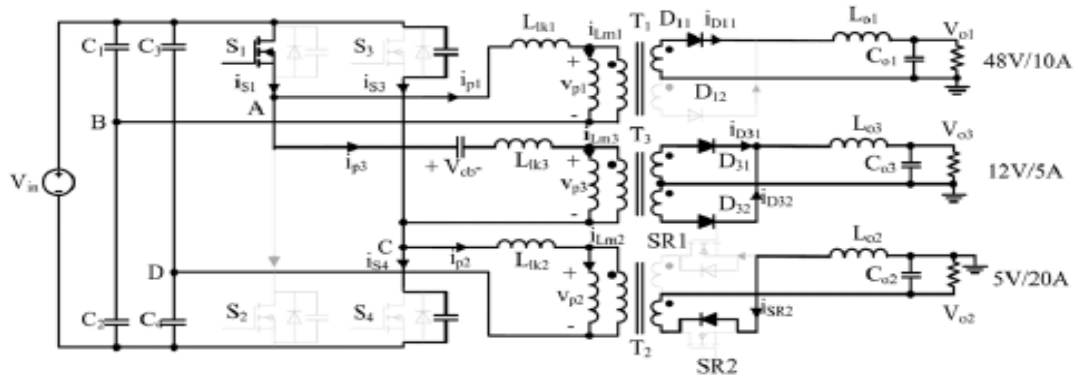 C1
C3
S1
S3
iS1
iS3
A
B
ip1
Llk1
iLm1
T1
+
vp1
-
D11
iD11
D12
Lo1
Co1
Vo1
48V/10A
Vin
ip3
+ Vcb-
Llk3
iLm3
T3
+
vp3
-
D31
iD31
D32
iD32
Lo3
Co3
Vo3
12V/5A
D
C
iS4
ip2
Llk2
iLm2
+
vp2
-
T2
SR1
iSR2
SR2
Lo2
Co2
5V/20A
Vo2
C2
S2
S4